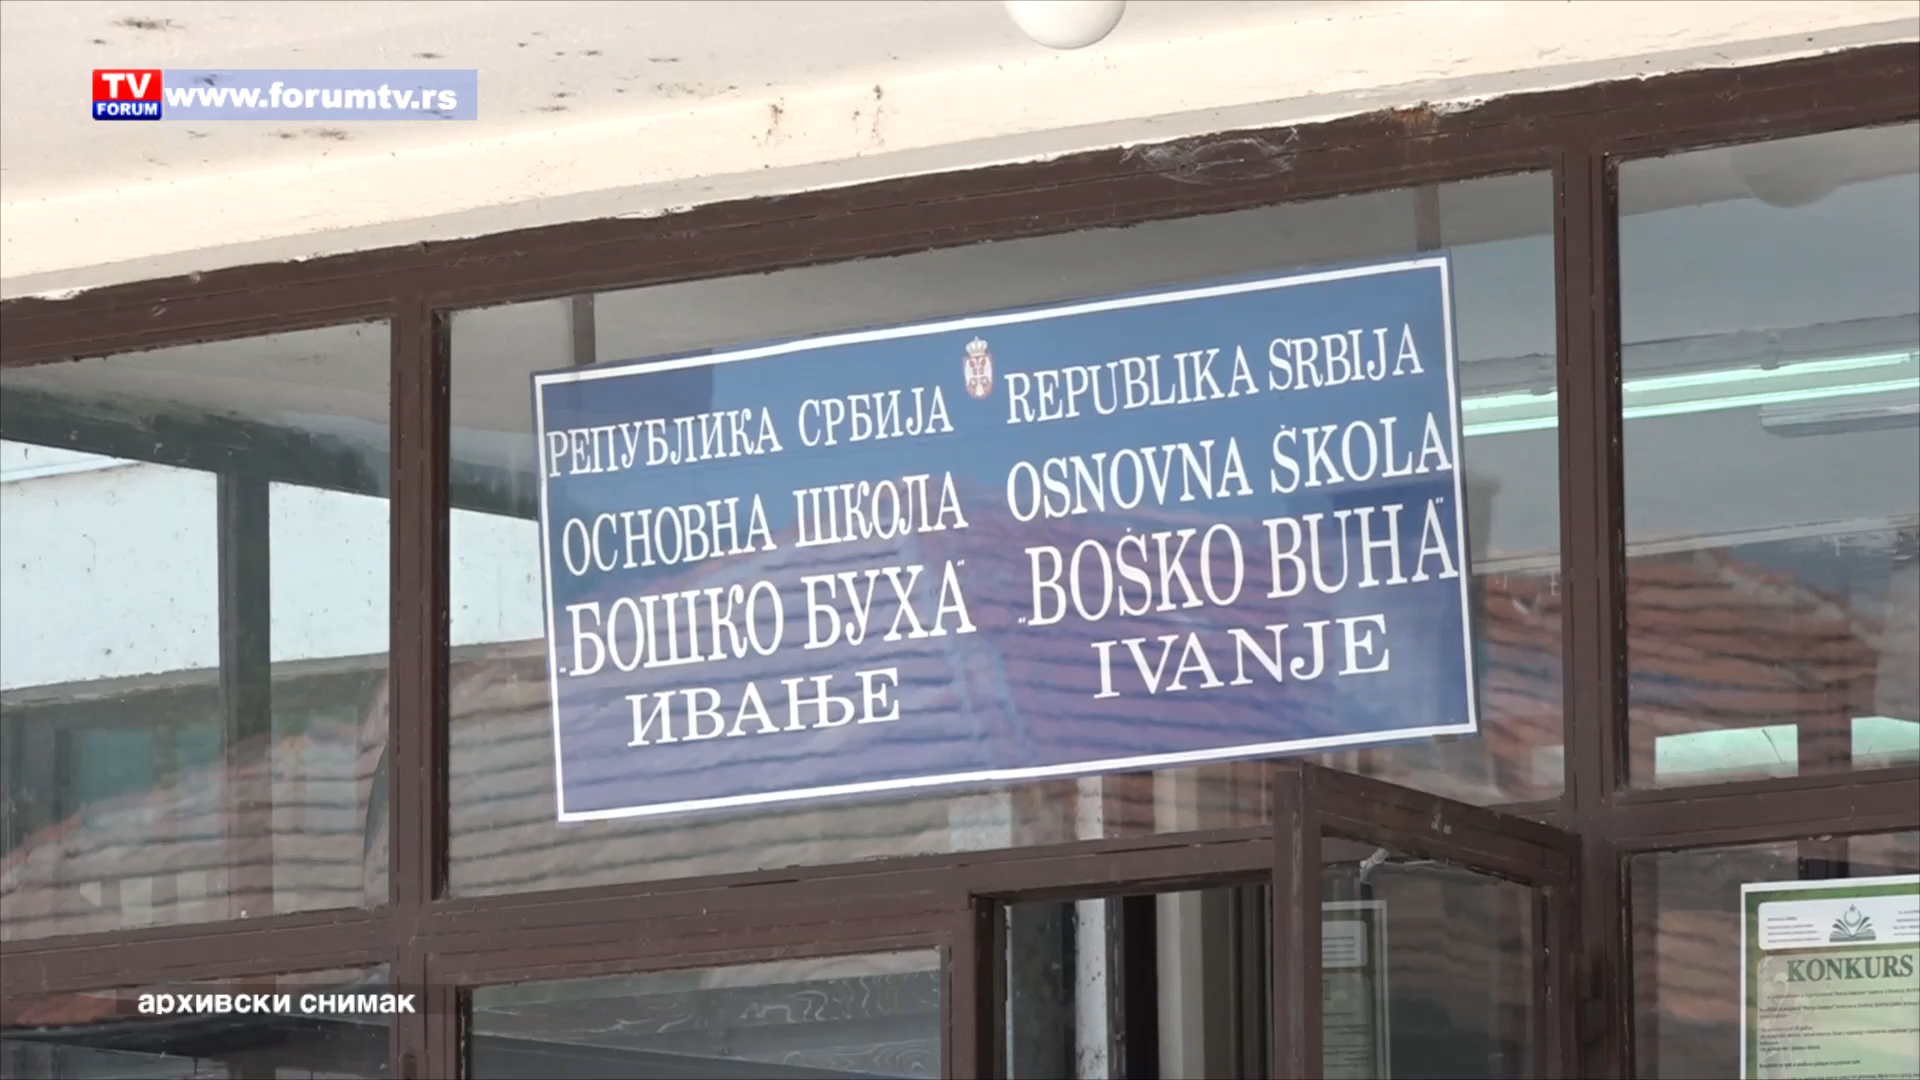 TV
FORUM
www.forumtv.rs
РЕПУБЛИКА СРБИЈА
ОСНОВНА ШКОЛА
„БОШКО БУХА“
ИВАЊЕ
REPUBLIKA SRBIJA
OSNOVNA ŠKOLA
„BOŠKO BUHA“
IVANJE
KONKURS
архивски снимак